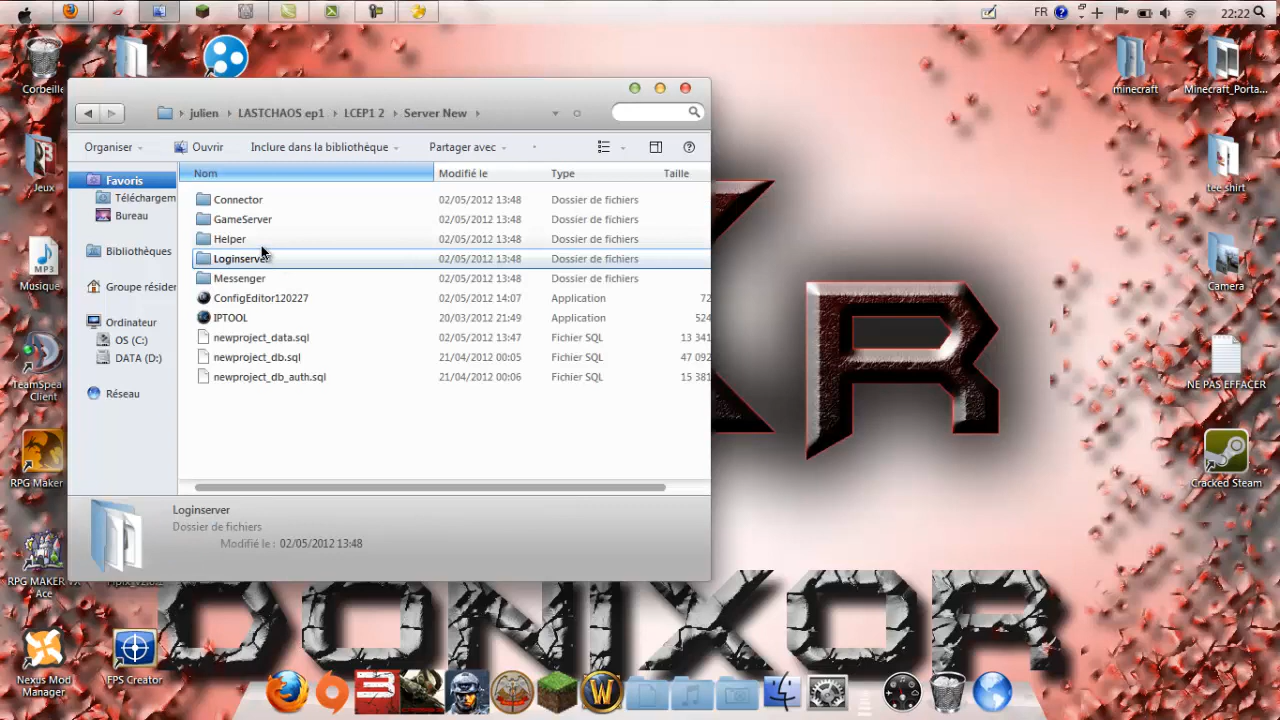 FR
22:22
Corbeille
minecraft
Minecraft_Porta...
julien
LASTCHAOS ep1
LCEP1 2
Server New
Organiser
Ouvrir
Inclure dans la bibliothèque
Partager avec
Nom
Modifié le
Type
Taille
Favoris
Téléchargem
Bureau
Bibliothèques
Groupe résiden
Ordinateur
OS (C:)
DATA (D:)
Réseau
Connector 02/05/2012 13:48 Dossier de fichiers
GameServer 02/05/2012 13:48 Dossier de fichiers
Helper 02/05/2012 13:48 Dossier de fichiers
Loginserver 02/05/2012 13:48 Dossier de fichiers
Messenger 02/05/2012 13:48 Dossier de fichiers
ConfigEditor120227 02/05/2012 14:07 Application 72
IPTOOL 20/03/2012 21:49 Application 524
newproject_data.sql 02/05/2012 13:47 Fichier SQL 13 341
newproject_db.sql 21/04/2012 00:05 Fichier SQL 47 092
newproject_db_auth.sql 21/04/2012 00:06 Fichier SQL 15 381
Loginserver
Dossier de fichiers
Modifié le : 02/05/2012 13:48
Jeux
MP3
Musique
TeamSpeak
Client
RPG Maker
RPG MAKER VX
Ace
Nexus Mod
Manager
FPS Creator
tee shirt
Camera
NE PAS EFFACER
Cracked Steam
R
DONIXOR